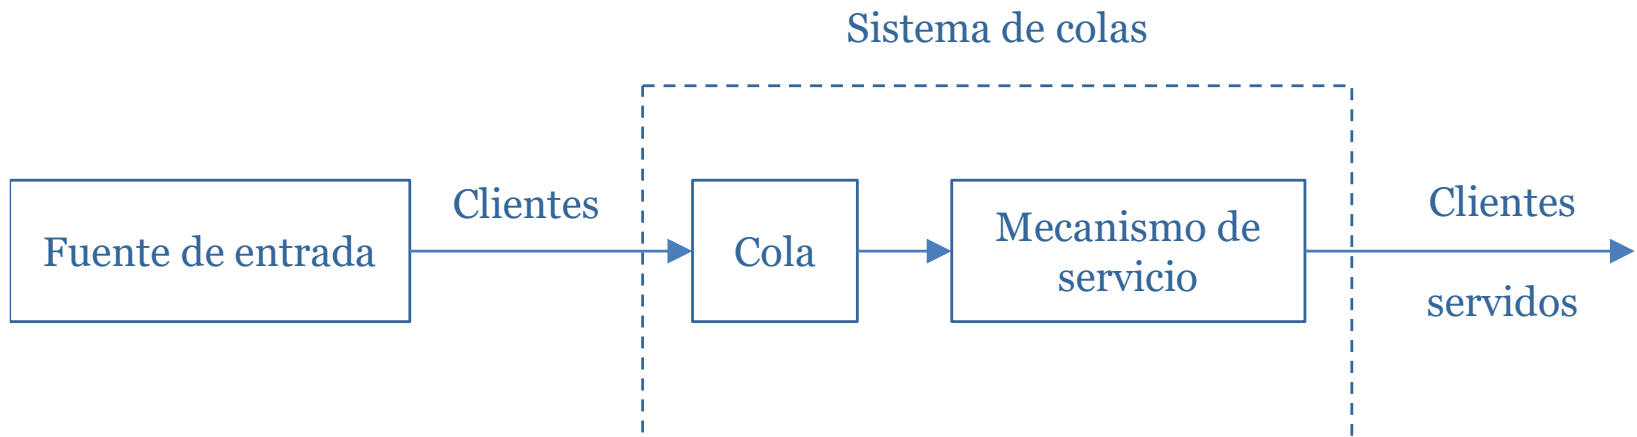 Sistema de colas
Fuente de entrada
Clientes
Cola
Mecanismo de
servicio
Clientes
servidos